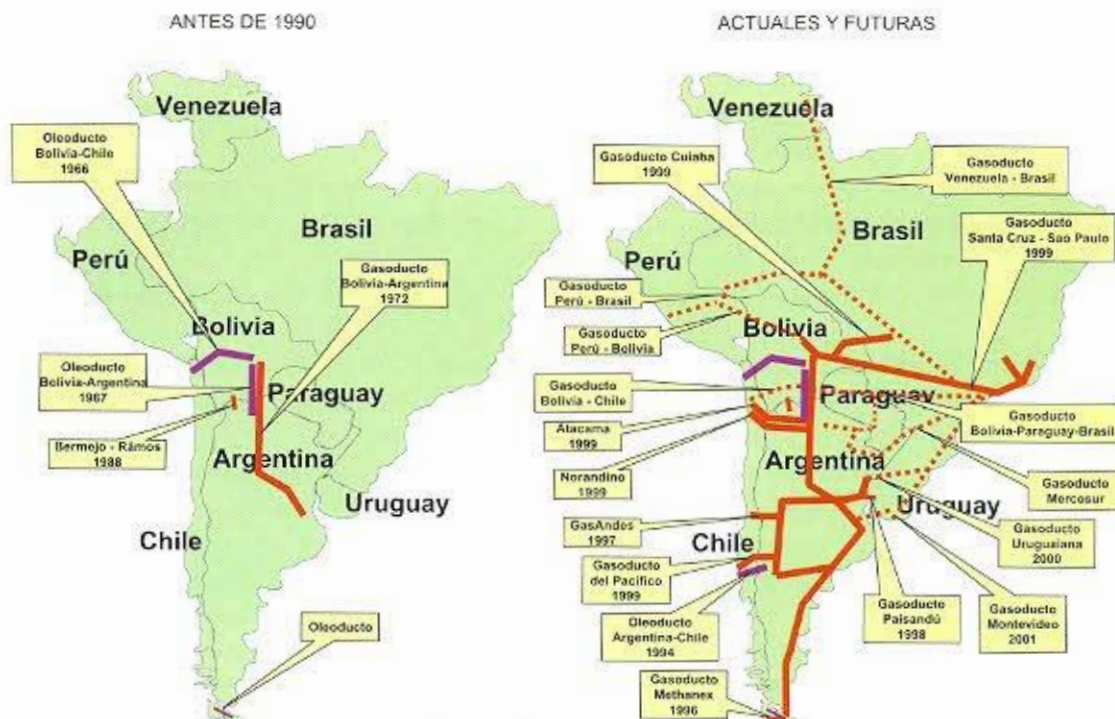 ANTES DE 1990
Venezuela
Oleoducto
Bolivia-Chile
1966
Brasil
Perú
Gasoducto
Bolivia-Argentina
1972
Bolivia
Oleoducto
Bolivia-Argentina
1967
Paraguay
Bermejo - Ramos
1988
Argentina
Uruguay
Chile
Oleoducto
ACTUALES Y FUTURAS
Venezuela
Gasoducto Cuiaba
1999
Gasoducto
Venezuela - Brasil
Brasil
Gasoducto
Santa Cruz - Sao Paulo
1999
Perú
Gasoducto
Perú - Brasil
Gasoducto
Perú - Bolivia
Bolivia
Gasoducto
Bolivia - Chile
Paraguay
Atacama
1999
Gasoducto
Bolivia-Paraguay-Brasil
Norandino
1999
Argentina
Gasoducto
Mercosur
Uruguay
GasAndes
1997
Chile
Gasoducto
Uruguaiana
2000
Gasoducto
del Pacífico
1999
Oleoducto
Argentina-Chile
1994
Gasoducto
Paisandú
1998
Gasoducto
Montevideo
2001
Gasoducto
Methanex
1996